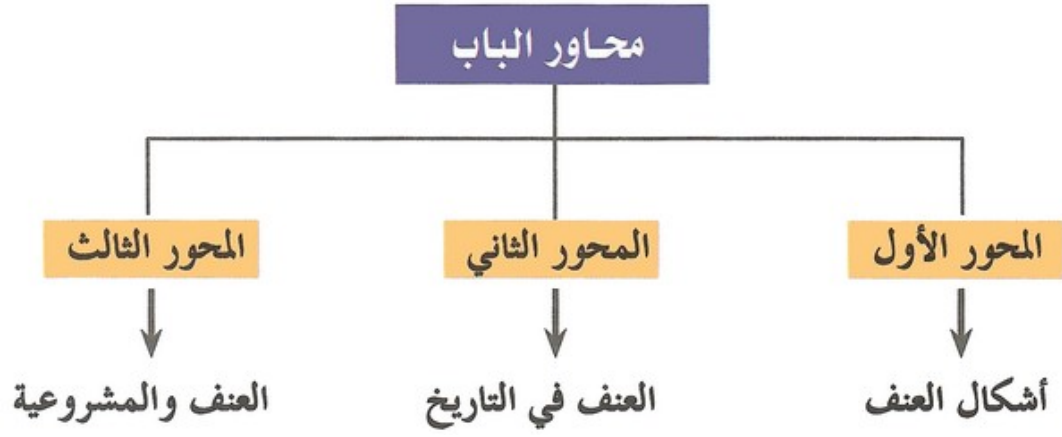 محاور الباب
المحور الأول
المحور الثاني
المحور الثالث
أشكال العنف
العنف في التاريخ
العنف والمشروعية